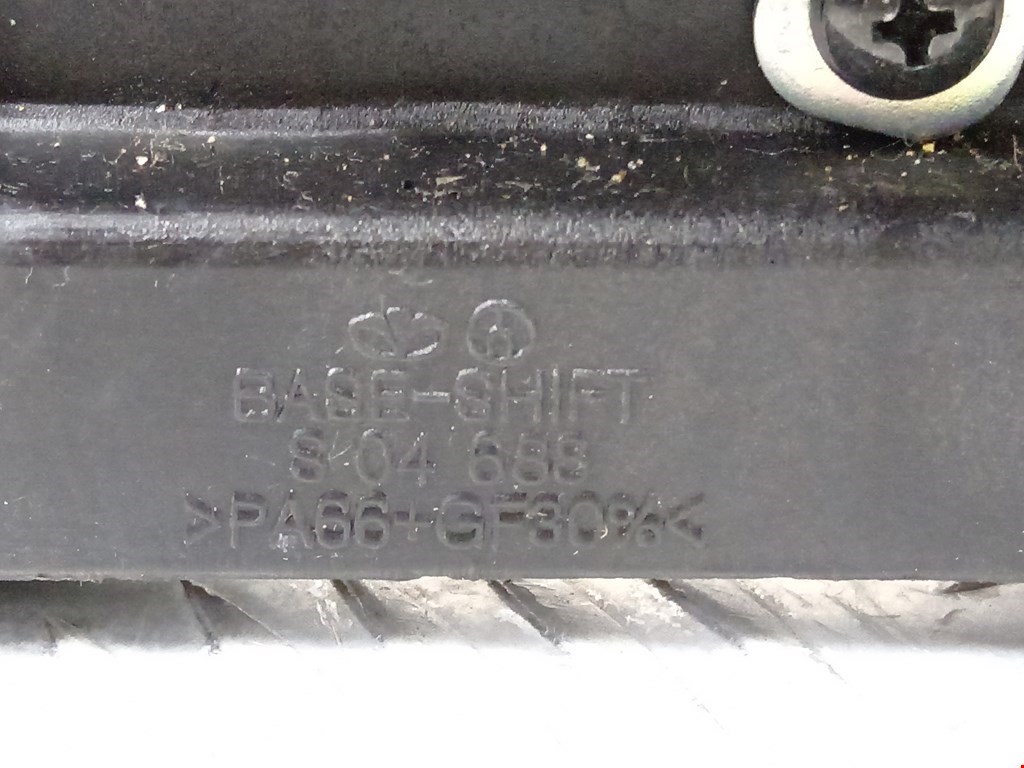 BASE-SHIFT
S 04 688
>PA66+GF30%<